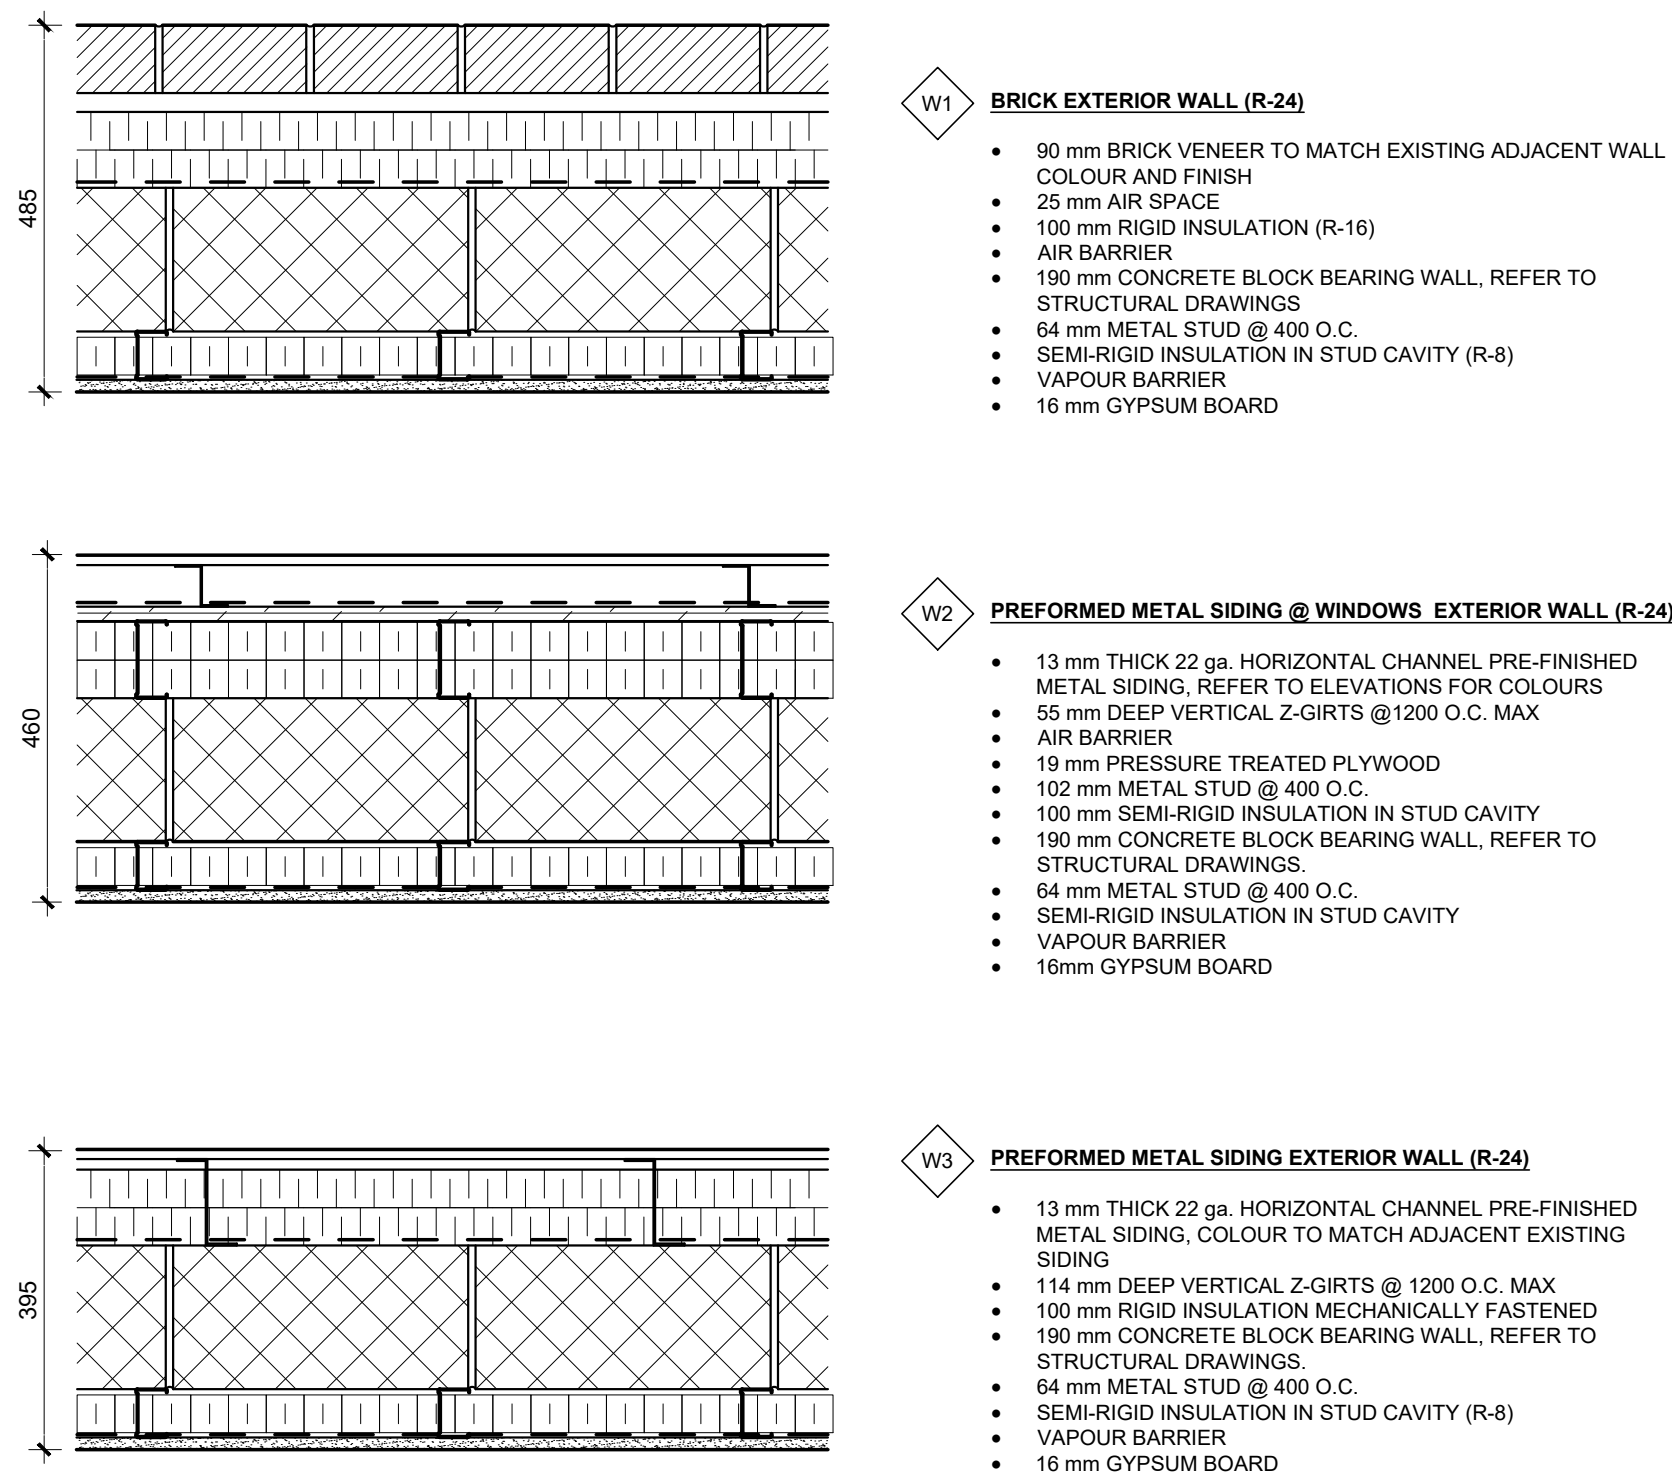 485
W1
BRICK EXTERIOR WALL (R-24)
• 90 mm BRICK VENEER TO MATCH EXISTING ADJACENT WALL
COLOUR AND FINISH
• 25 mm AIR SPACE
• 100 mm RIGID INSULATION (R-16)
• AIR BARRIER
• 190 mm CONCRETE BLOCK BEARING WALL, REFER TO
STRUCTURAL DRAWINGS
• 64 mm METAL STUD @ 400 O.C.
• SEMI-RIGID INSULATION IN STUD CAVITY (R-8)
• VAPOUR BARRIER
• 16 mm GYPSUM BOARD
460
W2
PREFORMED METAL SIDING @ WINDOWS EXTERIOR WALL (R-24)
• 13 mm THICK 22 ga. HORIZONTAL CHANNEL PRE-FINISHED
METAL SIDING, REFER TO ELEVATIONS FOR COLOURS
• 55 mm DEEP VERTICAL Z-GIRTS @1200 O.C. MAX
• AIR BARRIER
• 19 mm PRESSURE TREATED PLYWOOD
• 102 mm METAL STUD @ 400 O.C.
• 100 mm SEMI-RIGID INSULATION IN STUD CAVITY
• 190 mm CONCRETE BLOCK BEARING WALL, REFER TO
STRUCTURAL DRAWINGS.
• 64 mm METAL STUD @ 400 O.C.
• SEMI-RIGID INSULATION IN STUD CAVITY
• VAPOUR BARRIER
• 16mm GYPSUM BOARD
395
W3
PREFORMED METAL SIDING EXTERIOR WALL (R-24)
• 13 mm THICK 22 ga. HORIZONTAL CHANNEL PRE-FINISHED
METAL SIDING, COLOUR TO MATCH ADJACENT EXISTING
SIDING
• 114 mm DEEP VERTICAL Z-GIRTS @ 1200 O.C. MAX
• 100 mm RIGID INSULATION MECHANICALLY FASTENED
• 190 mm CONCRETE BLOCK BEARING WALL, REFER TO
STRUCTURAL DRAWINGS.
• 64 mm METAL STUD @ 400 O.C.
• SEMI-RIGID INSULATION IN STUD CAVITY (R-8)
• VAPOUR BARRIER
• 16 mm GYPSUM BOARD